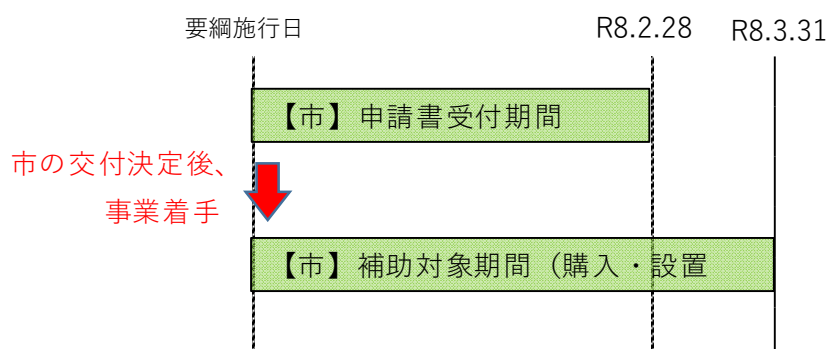 要綱施行日
R8.2.28
R8.3.31
【市】申請書受付期間
市の交付決定後、
事業着手
【市】補助対象期間（購入・設置